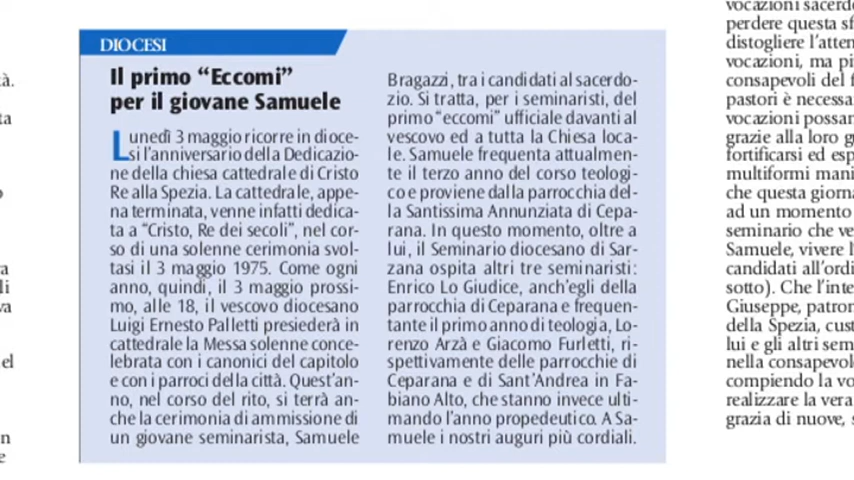 à.
ta
o
ra
li
va
el
n
e
DIOCESI
Il primo “Eccomi”
per il giovane Samuele
Lunedì 3 maggio ricorre in dioce-
si l’anniversario della Dedicazio-
ne della chiesa cattedrale di Cristo
Re alla Spezia. La cattedrale, appe-
na terminata, venne infatti dedica-
ta a “Cristo, Re dei secoli”, nel cor-
so di una solenne cerimonia svol-
tasi il 3 maggio 1975. Come ogni
anno, quindi, il 3 maggio prossi-
mo, alle 18, il vescovo diocesano
Luigi Ernesto Palletti presiederà in
cattedrale la Messa solenne conce-
lebrata con i canonici del capitolo
e con i parroci della città. Quest’an-
no, nel corso del rito, si terrà an-
che la cerimonia di ammissione di
un giovane seminarista, Samuele
Bragazzi, tra i candidati al sacerdo-
zio. Si tratta, per i seminaristi, del
primo “eccomi” ufficiale davanti al
vescovo ed a tutta la Chiesa loca-
le. Samuele frequenta attualmen-
te il terzo anno del corso teologi-
co e proviene dalla parrocchia del-
la Santissima Annunziata di Cepa-
rana. In questo momento, oltre a
lui, il Seminario diocesano di Sar-
zana ospita altri tre seminaristi:
Enrico Lo Giudice, anch’egli della
parrocchia di Ceparana e frequen-
tante il primo anno di teologia, Lo-
renzo Arzà e Giacomo Furletti, ri-
spettivamente delle parrocchie di
Ceparana e di Sant’Andrea in Fa-
biano Alto, che stanno invece ulti-
mando l’anno propedeutico. A Sa-
muele i nostri auguri più cordiali.
vocazioni sacerdo
perdere questa sf
distogliere l’atten
vocazioni, ma pi
consapevoli del f
pastori è necessa
vocazioni possan
grazie alla loro g
fortificarsi ed esp
multiformi mani
che questa giorna
ad un momento
seminario che ve
Samuele, vivere l’
candidati all’ordi
sotto). Che l’inte
Giuseppe, patron
della Spezia, cust
lui e gli altri sem
nella consapevole
compiendo la vo
realizzare la vera
grazia di nuove, s